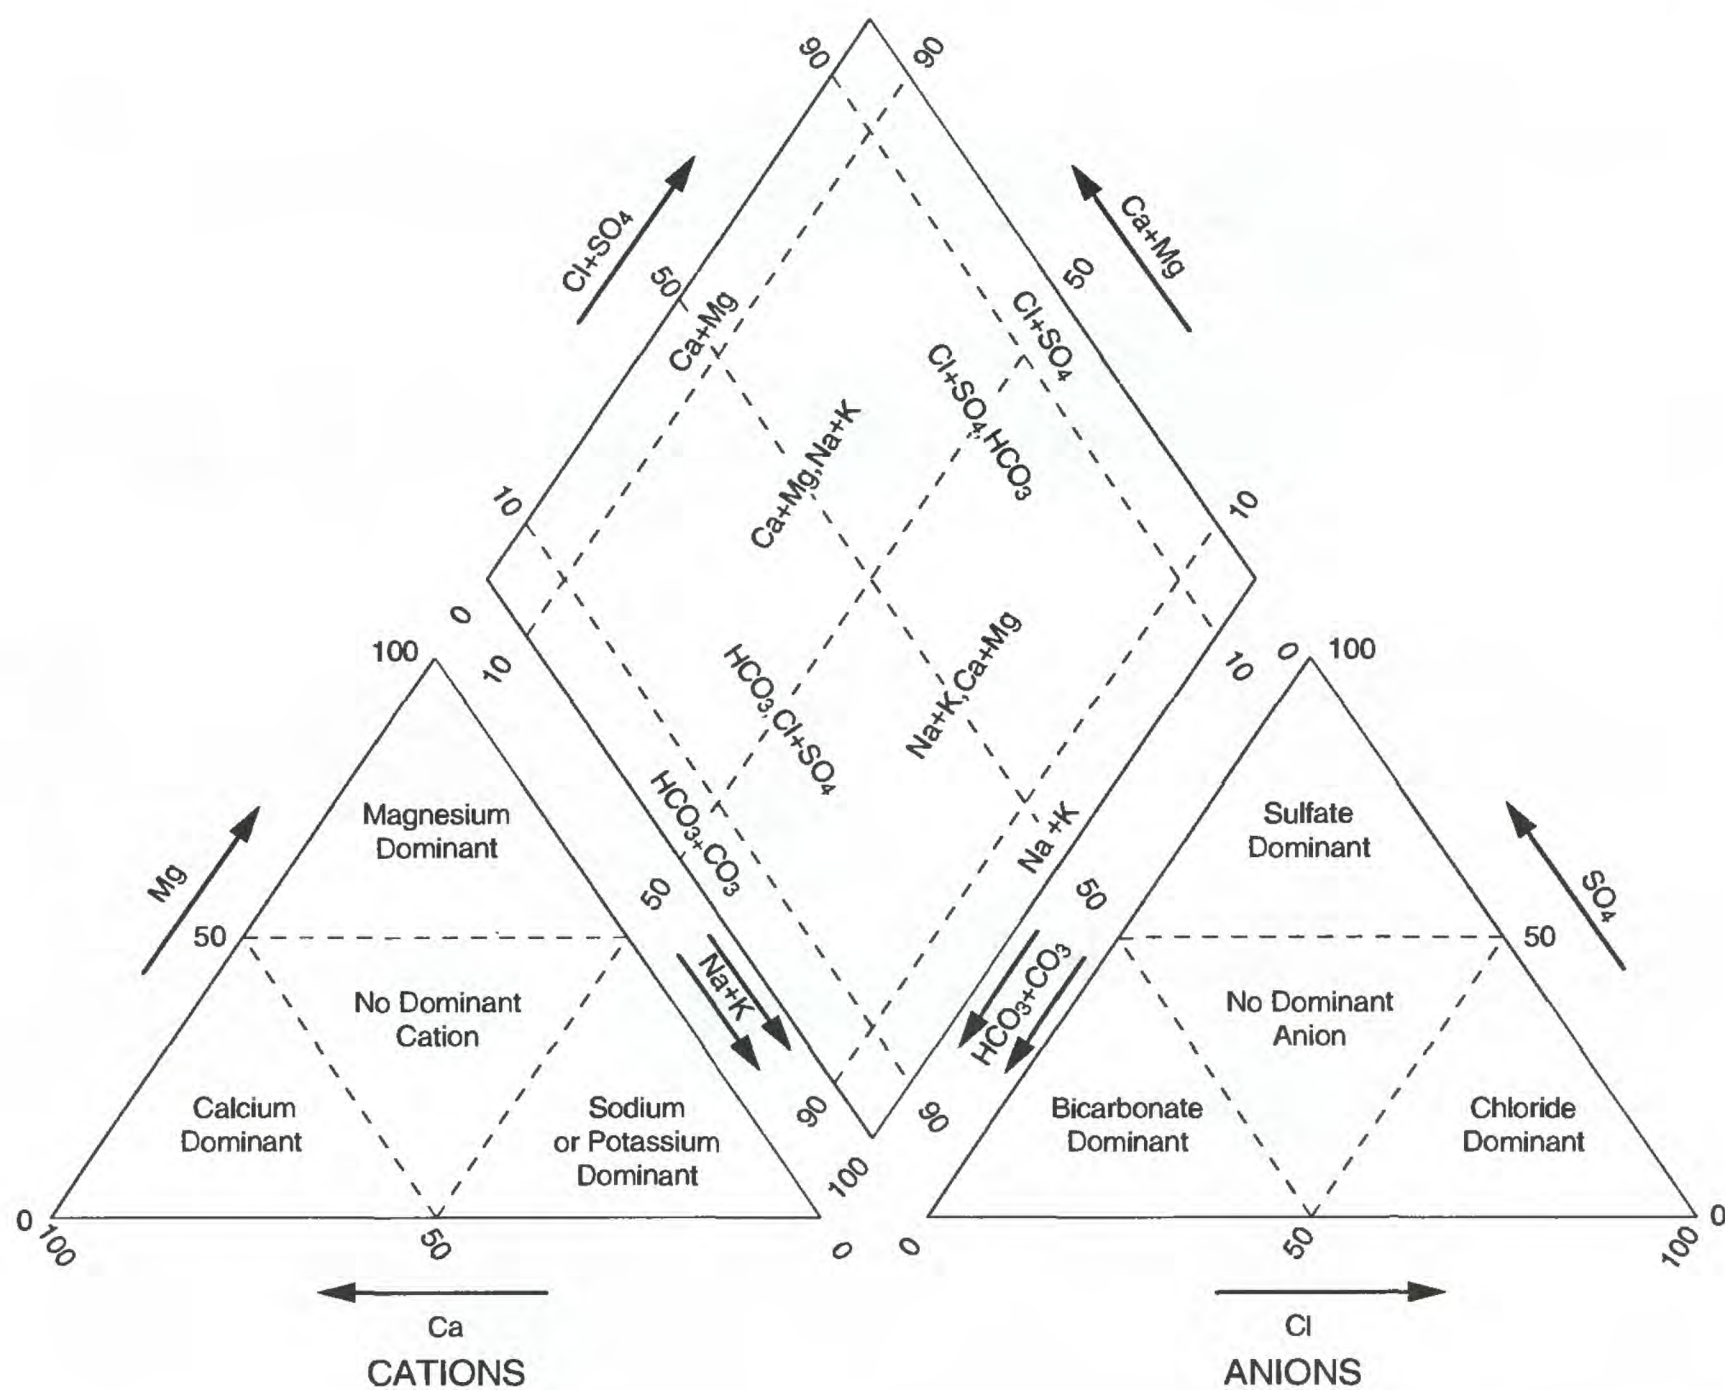 90
90
Cl+SO₄
Ca+Mg
50
50
Ca+Mg
Cl+SO₄
Ca+Mg,Na+K
Cl+SO₄,HCO₃
10
10
0
10
10
0
100
100
HCO₃,Cl+SO₄
Na+K,Ca+Mg
HCO₃+CO₃
Na+K
Magnesium
Dominant
Sulfate
Dominant
Mg
SO₄
50
50
50
50
Na+K
HCO₃+CO₃
No Dominant
Cation
No Dominant
Anion
Calcium
Dominant
Sodium
or Potassium
Dominant
90
90
100
Bicarbonate
Dominant
Chloride
Dominant
0
100
50
0
0
50
100
0
Ca
Cl
CATIONS
ANIONS